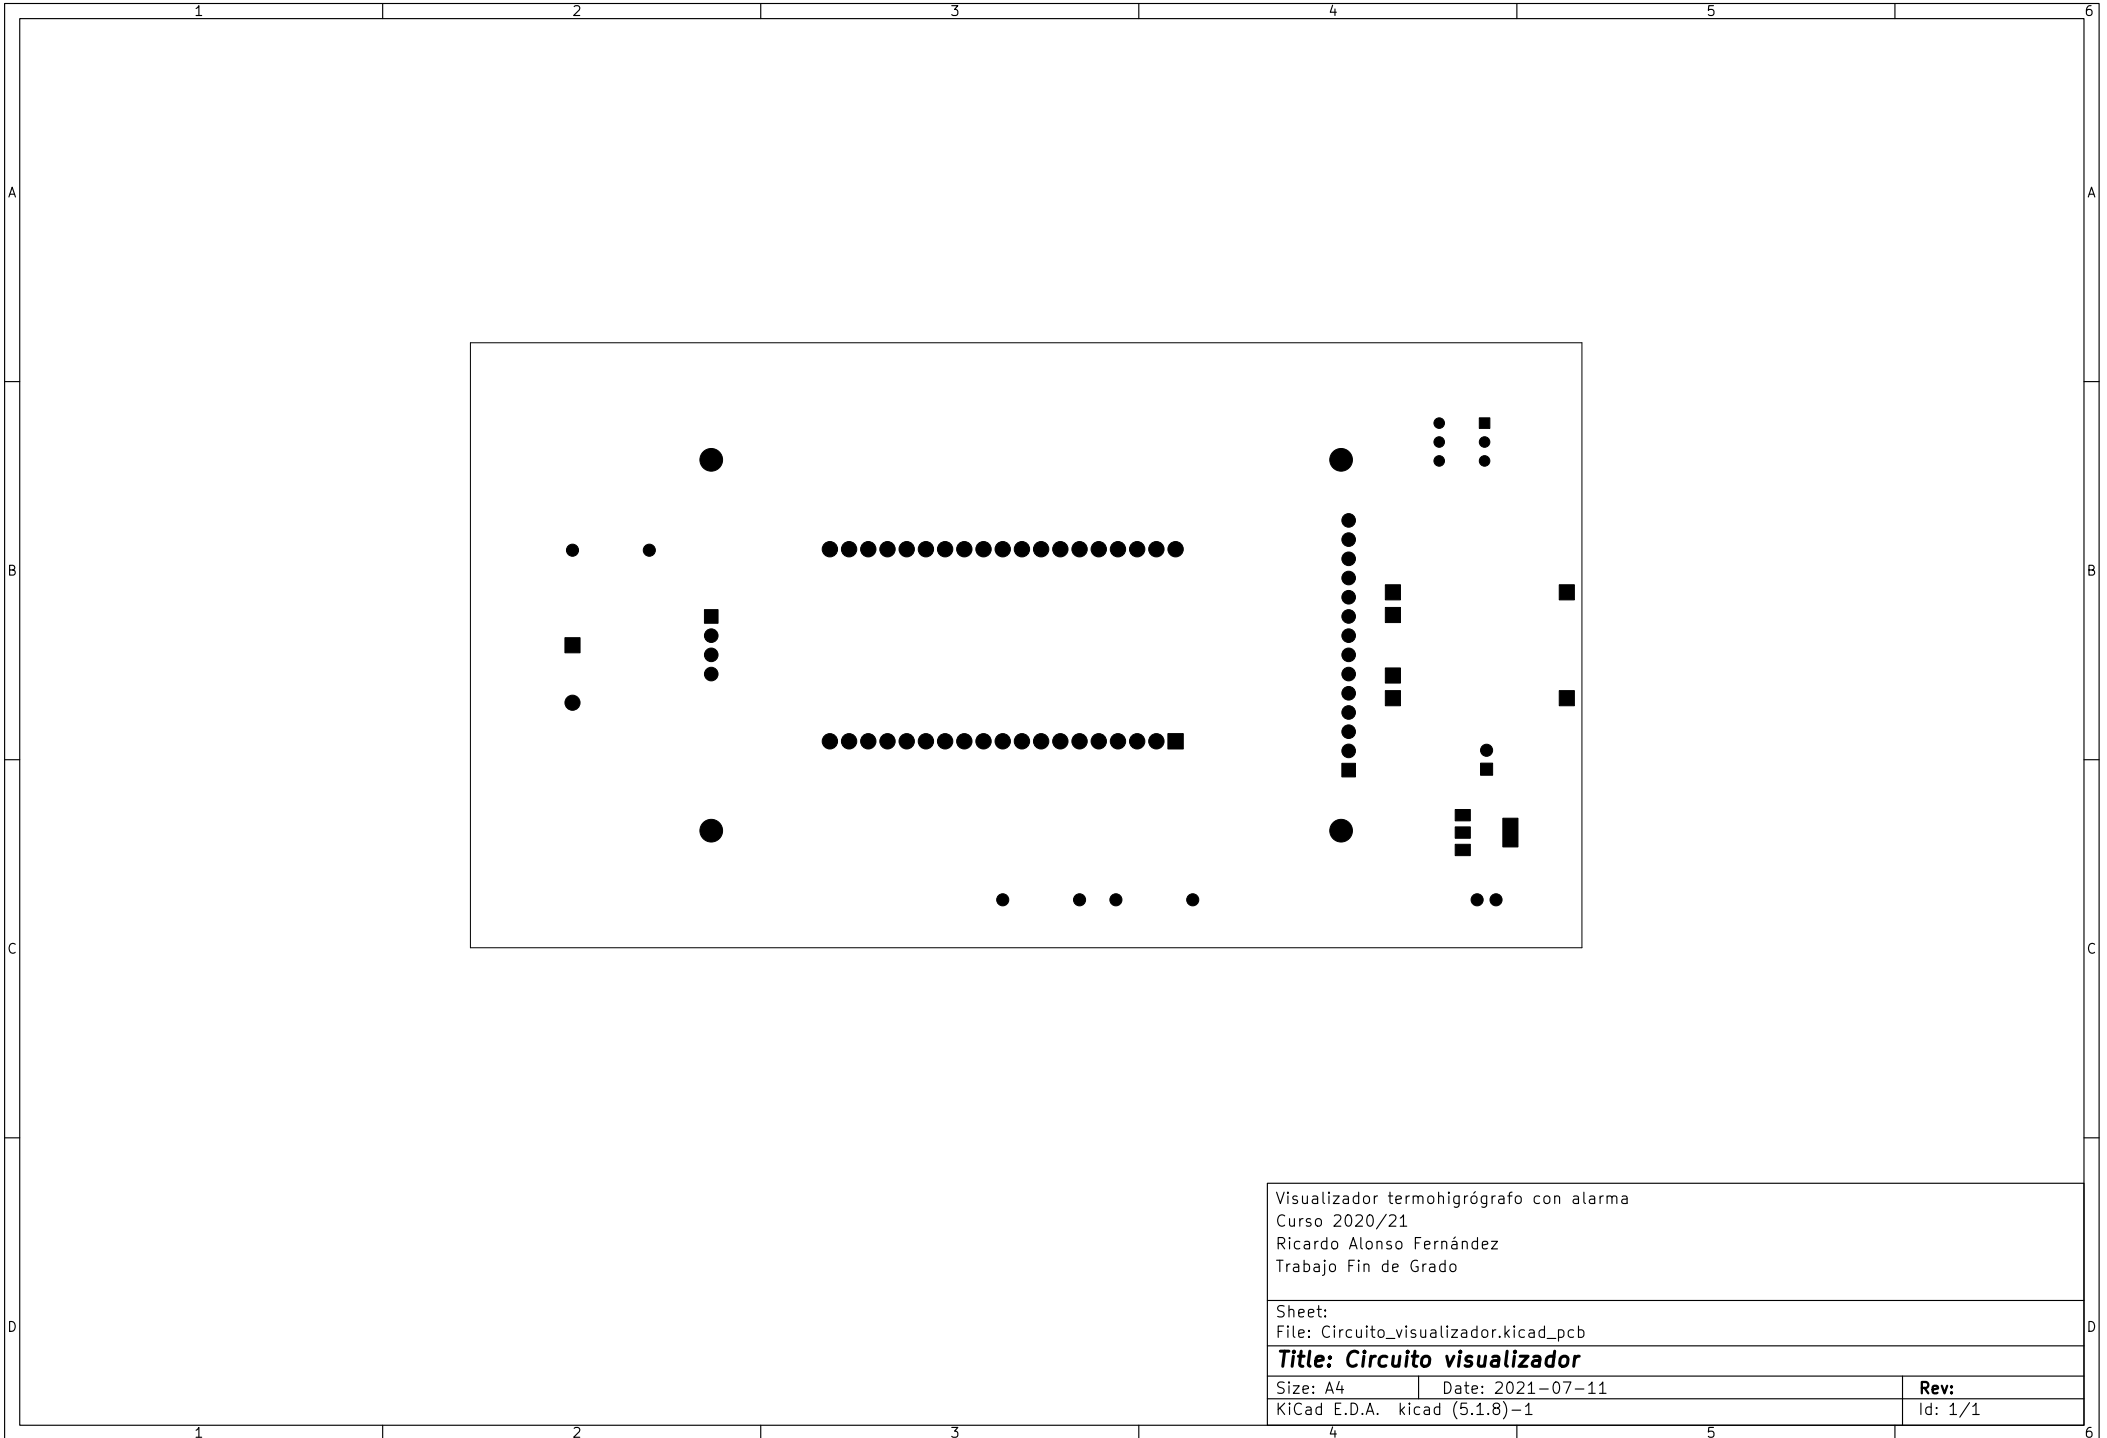 1 2 3 4 5 6
A A
B B
C C
Visualizador termohigrógrafo con alarma
Curso 2020/21
Ricardo Alonso Fernández
Trabajo Fin de Grado
Sheet:
File: Circuito_visualizador.kicad_pcb
D D
Title: Circuito visualizador
Size: A4 Date: 2021-07-11 Rev:
KiCad E.D.A. kicad (5.1.8)-1 Id: 1/1
1 2 3 4 5 6